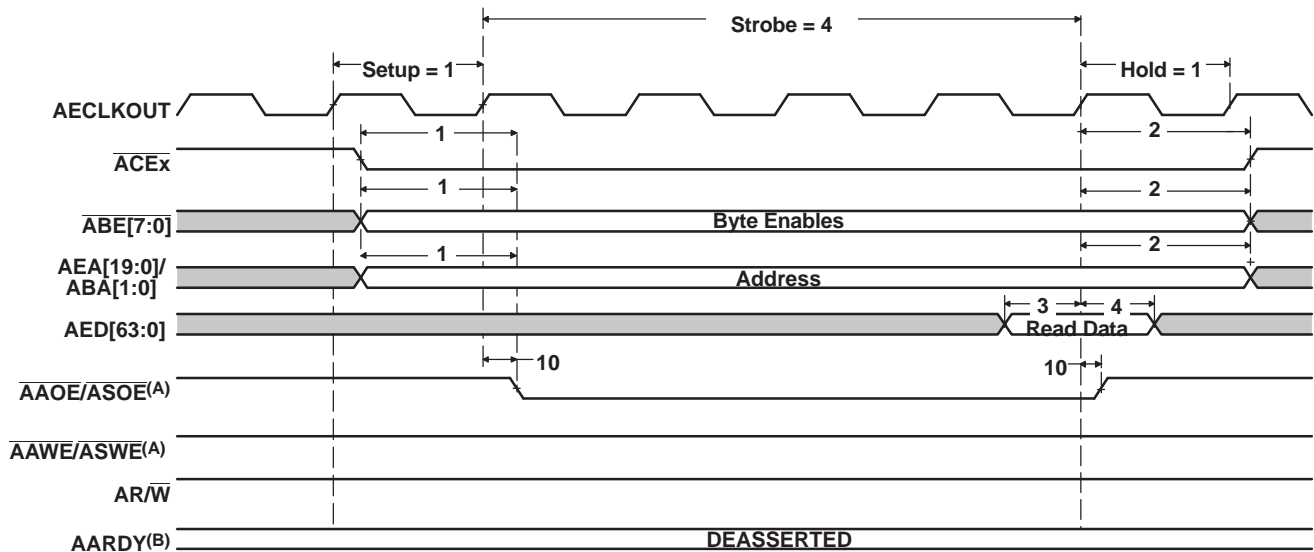 Strobe = 4
Setup = 1
Hold = 1
AECLKOUT
1
2
ACEx
1
2
ABE[7:0]
Byte Enables
1
2
AEA[19:0]/
ABA[1:0]
Address
3
4
AED[63:0]
Read Data
10
10
AAOE/ASOE(A)
AAWE/ASWE(A)
AR/W
AARDY(B)
DEASSERTED